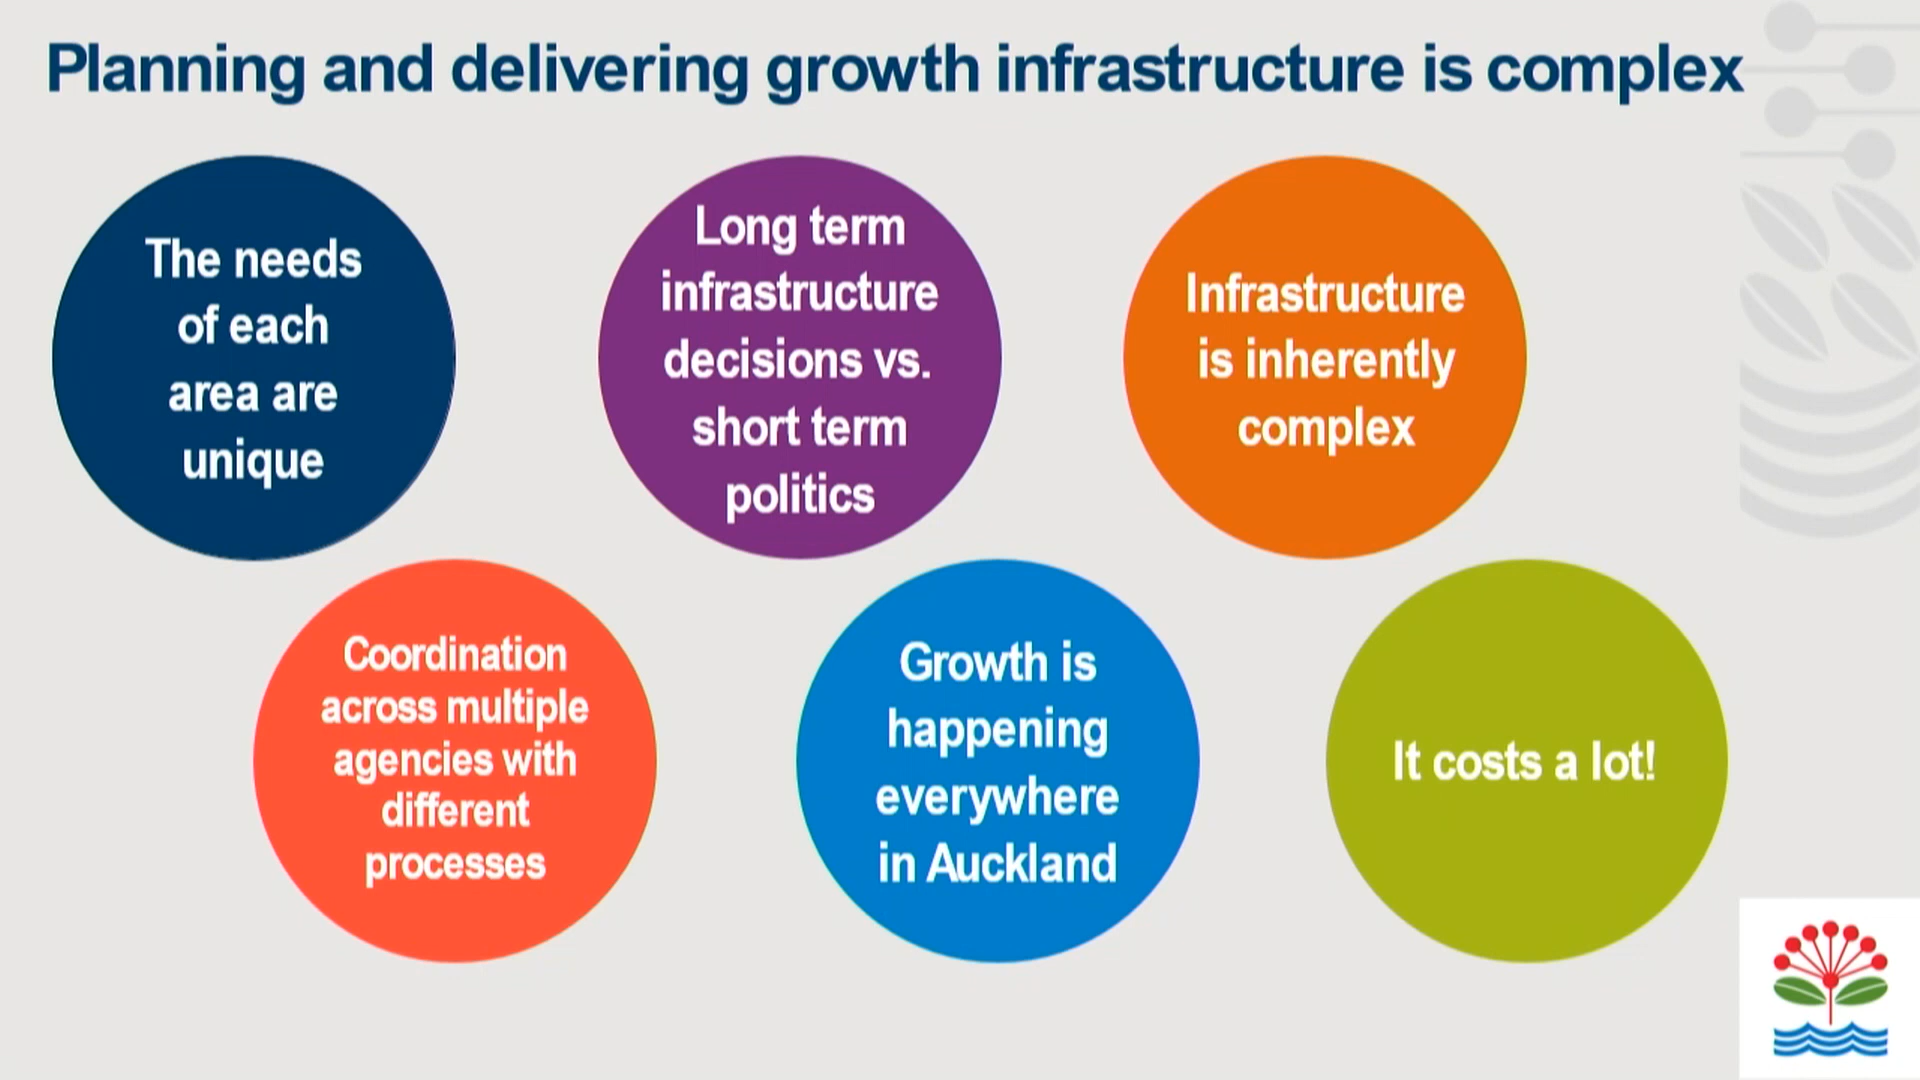 Planning and delivering growth infrastructure is complex
The needs
of each
area are
unique
Long term
infrastructure
decisions vs.
short term
politics
Infrastructure
is inherently
complex
Coordination
across multiple
agencies with
different
processes
Growth is
happening
everywhere
in Auckland
It costs a lot!